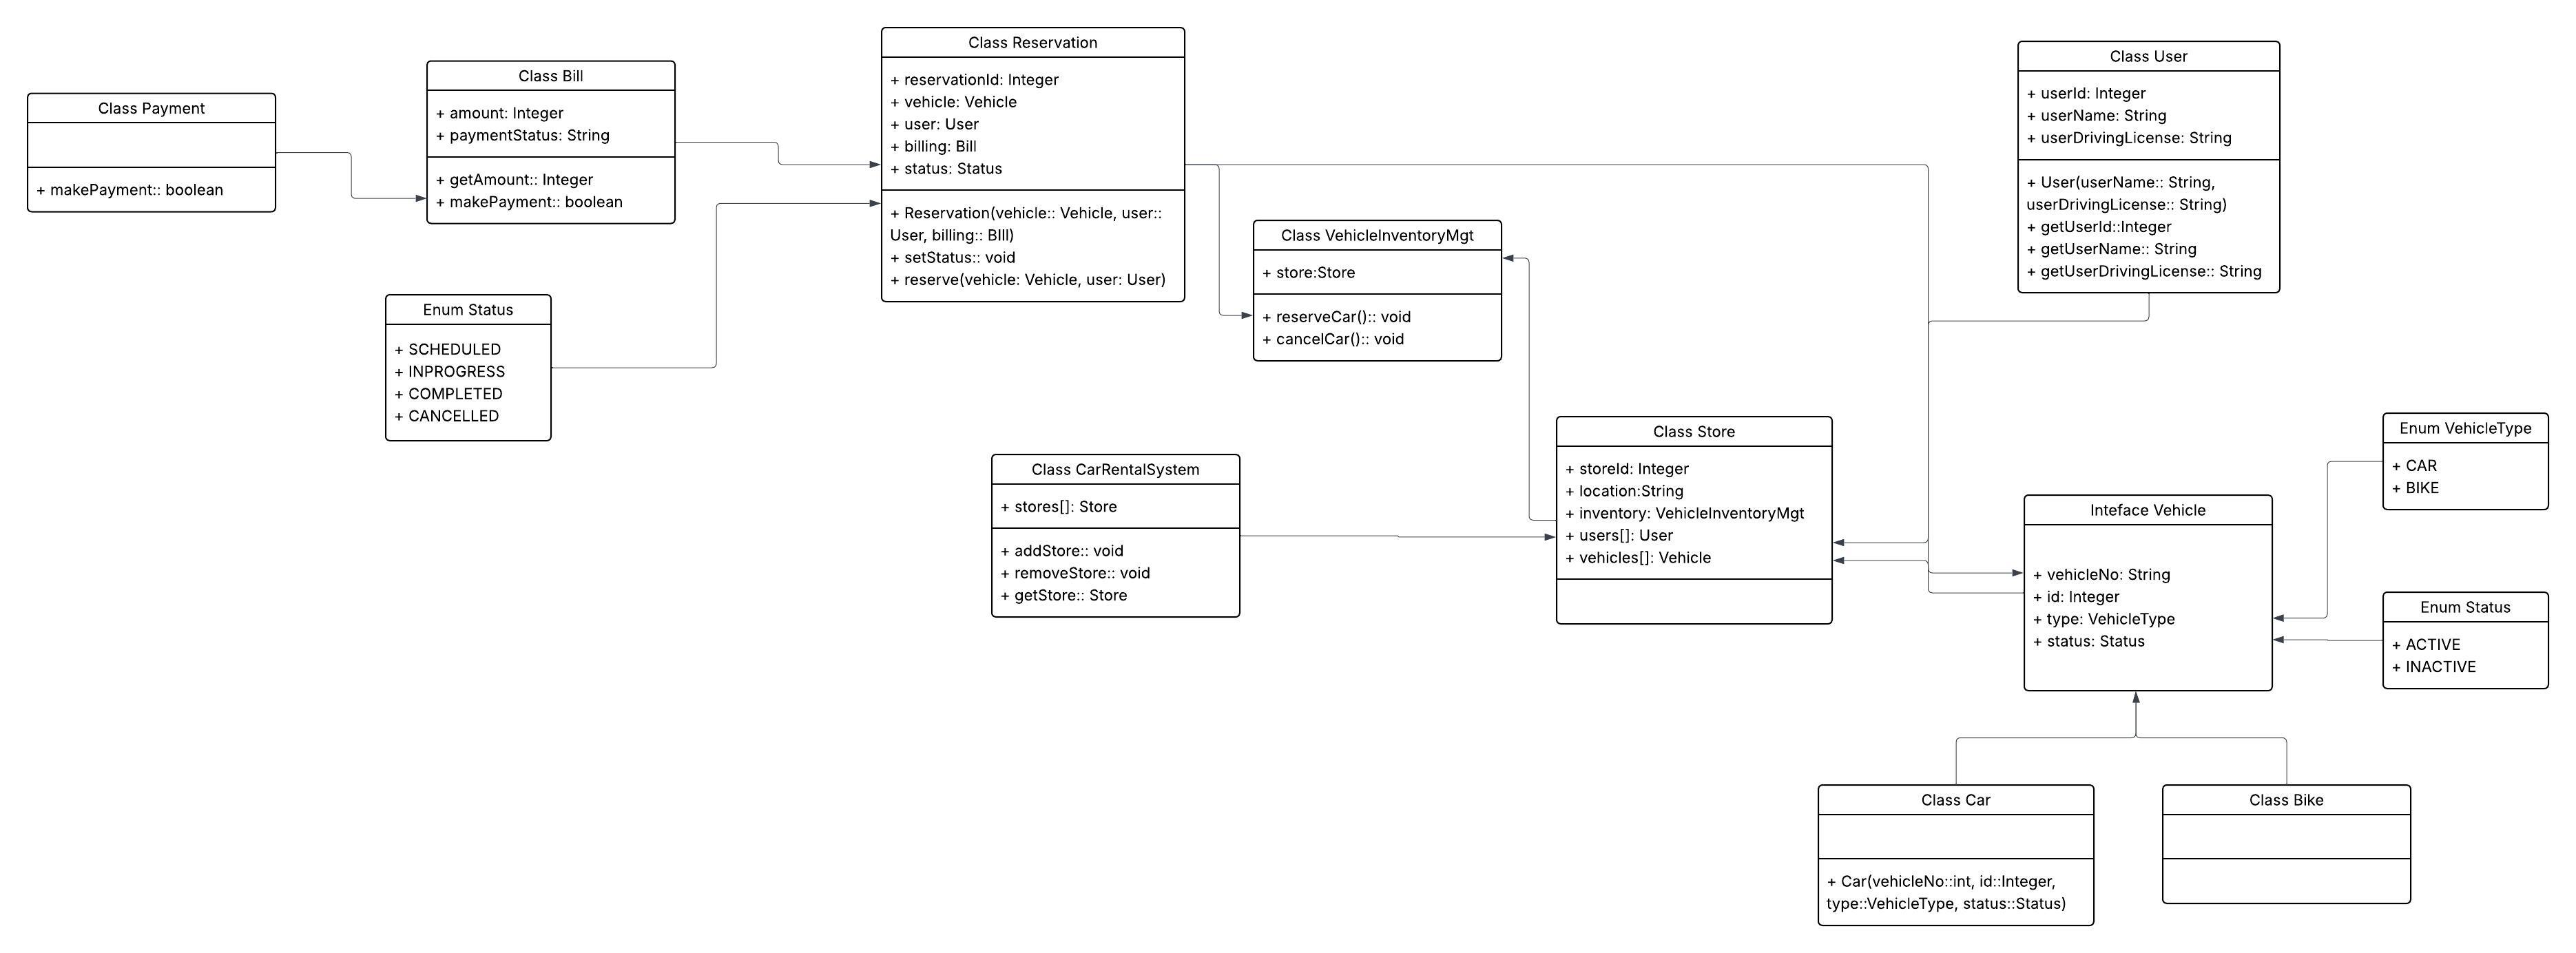 Class Payment
+ makePayment:: boolean
Class Bill
+ amount: Integer
+ paymentStatus: String
+ getAmount:: Integer
+ makePayment:: boolean
Enum Status
+ SCHEDULED
+ INPROGRESS
+ COMPLETED
+ CANCELLED
Class Reservation
+ reservationId: Integer
+ vehicle: Vehicle
+ user: User
+ billing: Bill
+ status: Status
+ Reservation(vehicle:: Vehicle, user::
User, billing:: BIll)
+ setStatus:: void
+ reserve(vehicle: Vehicle, user: User)
Class VehicleInventoryMgt
+ store:Store
+ reserveCar():: void
+ cancelCar():: void
Class CarRentalSystem
+ stores[]: Store
+ addStore:: void
+ removeStore:: void
+ getStore:: Store
Class Store
+ storeId: Integer
+ location:String
+ inventory: VehicleInventoryMgt
+ users[]: User
+ vehicles[]: Vehicle
Class User
+ userId: Integer
+ userName: String
+ userDrivingLicense: String
+ User(userName:: String,
userDrivingLicense:: String)
+ getUserId::Integer
+ getUserName:: String
+ getUserDrivingLicense:: String
Inteface Vehicle
+ vehicleNo: String
+ id: Integer
+ type: VehicleType
+ status: Status
Enum VehicleType
+ CAR
+ BIKE
Enum Status
+ ACTIVE
+ INACTIVE
Class Car
+ Car(vehicleNo::int, id::Integer,
type::VehicleType, status::Status)
Class Bike